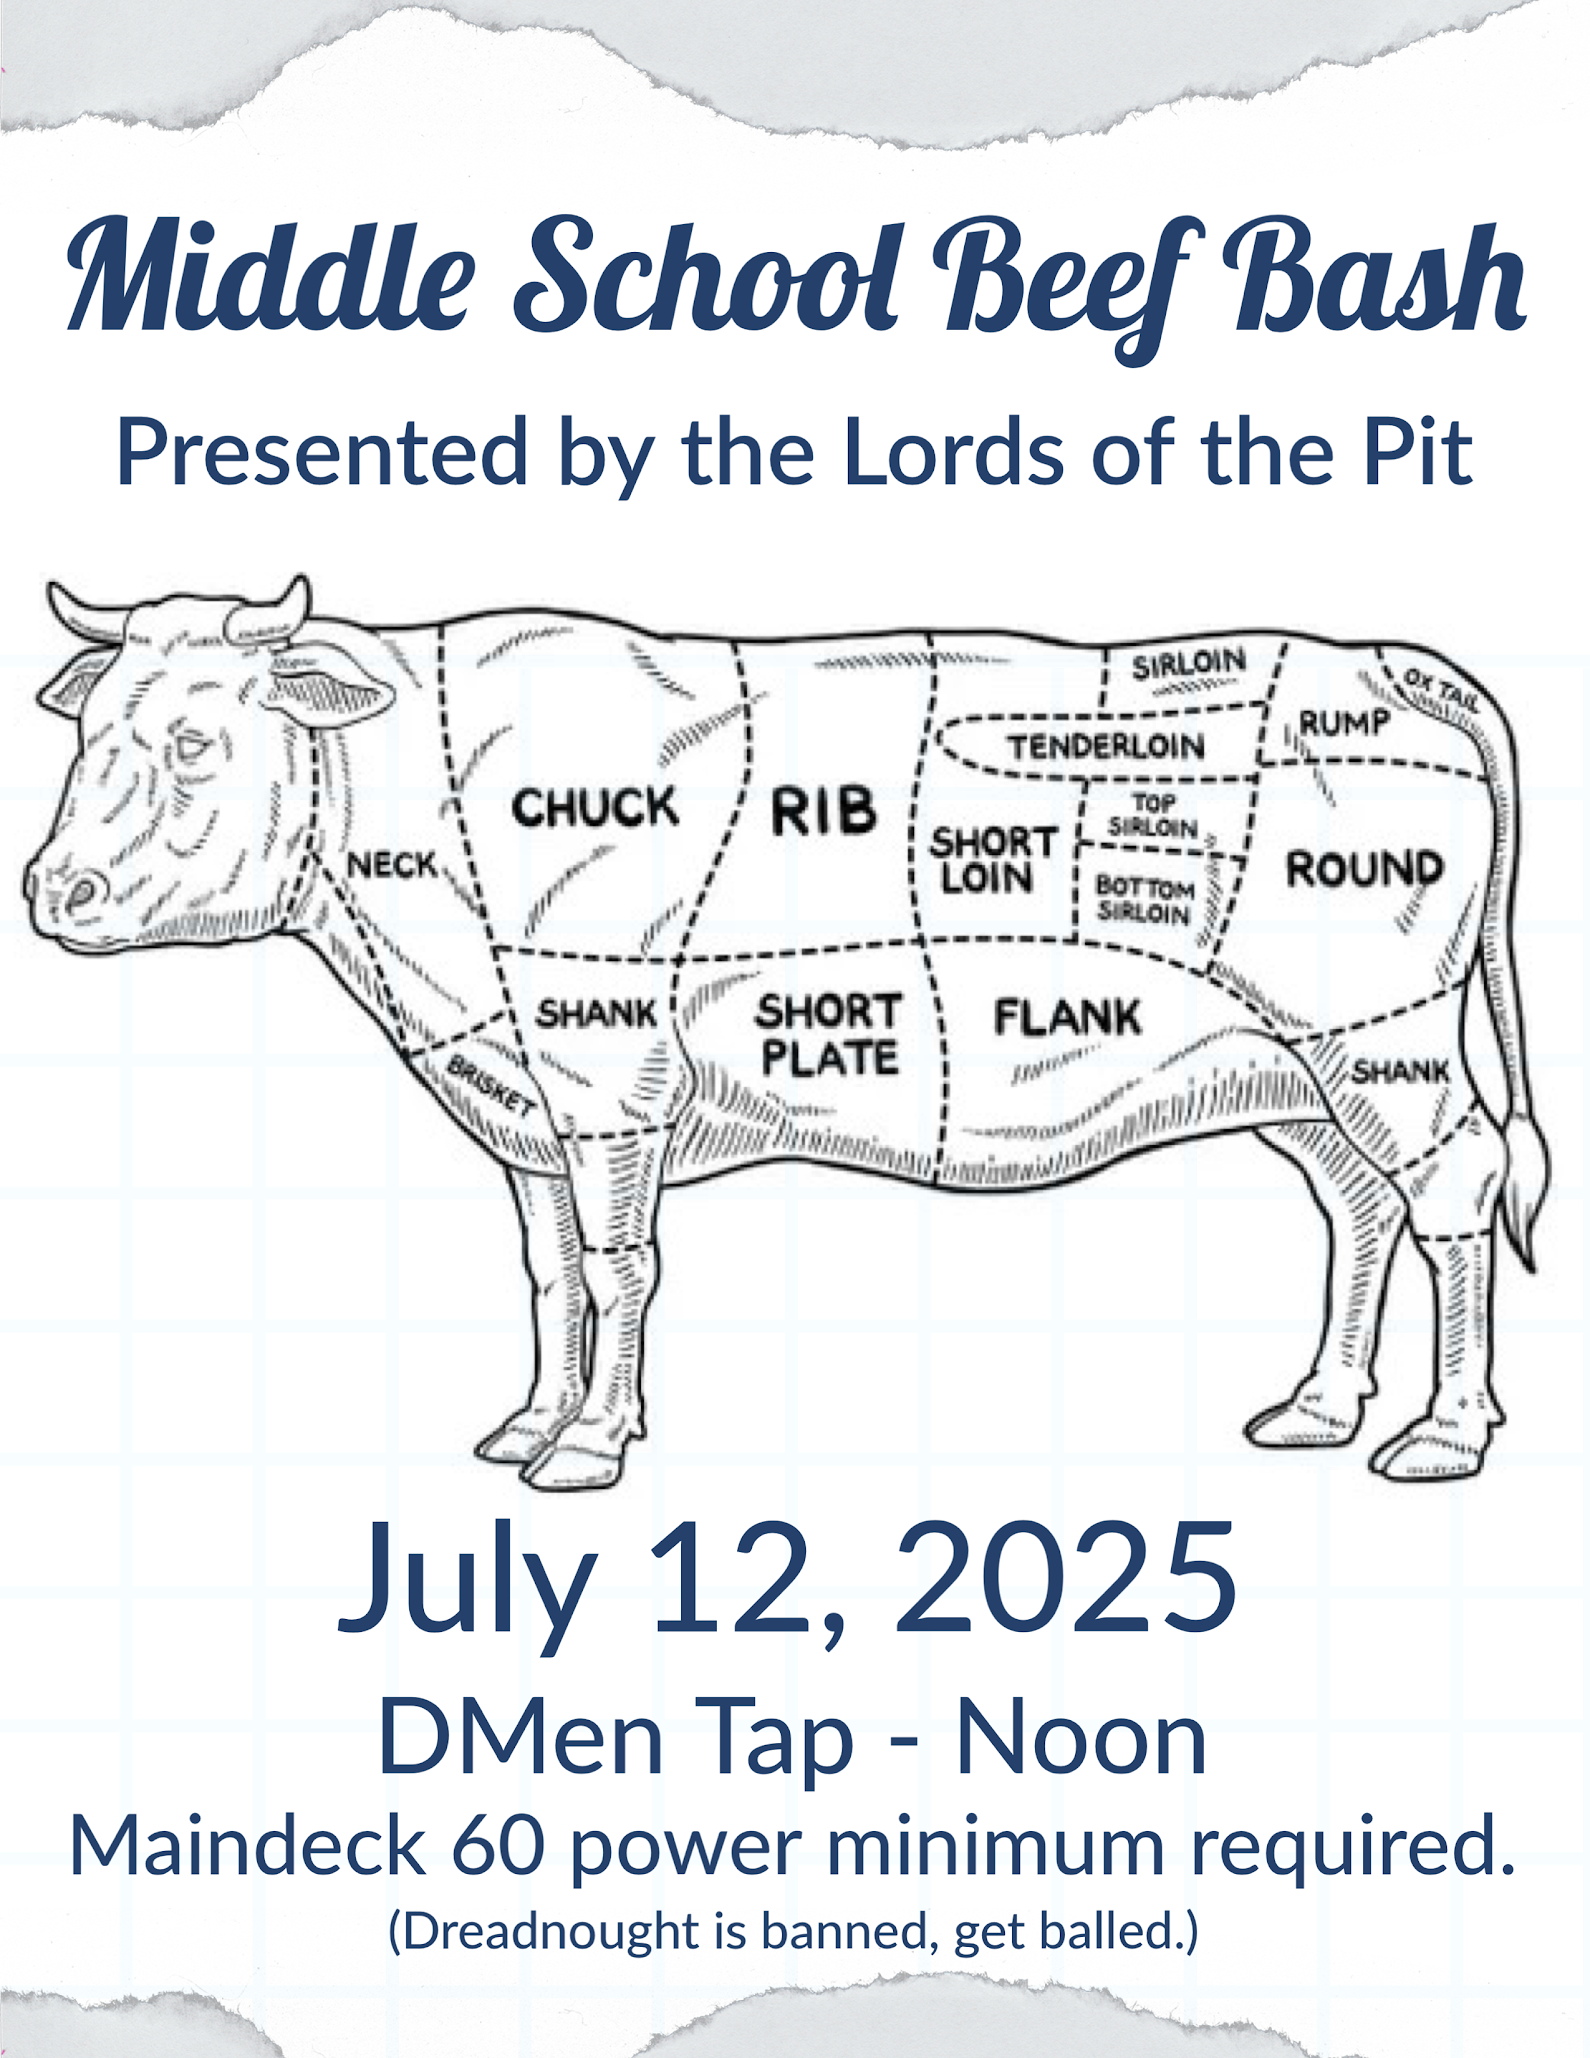 Middle School Beef Bash
Presented by the Lords of the Pit
SIRLOIN
OX TAIL
RUMP
TENDERLOIN
CHUCK
RIB
TOP
SIRLOIN
SHORT
LOIN
NECK
BOTTOM
SIRLOIN
ROUND
SHANK
SHORT
PLATE
FLANK
BRISKET
SHANK
July 12, 2025
DMen Tap - Noon
Maindeck 60 power minimum required.
(Dreadnought is banned, get balled.)